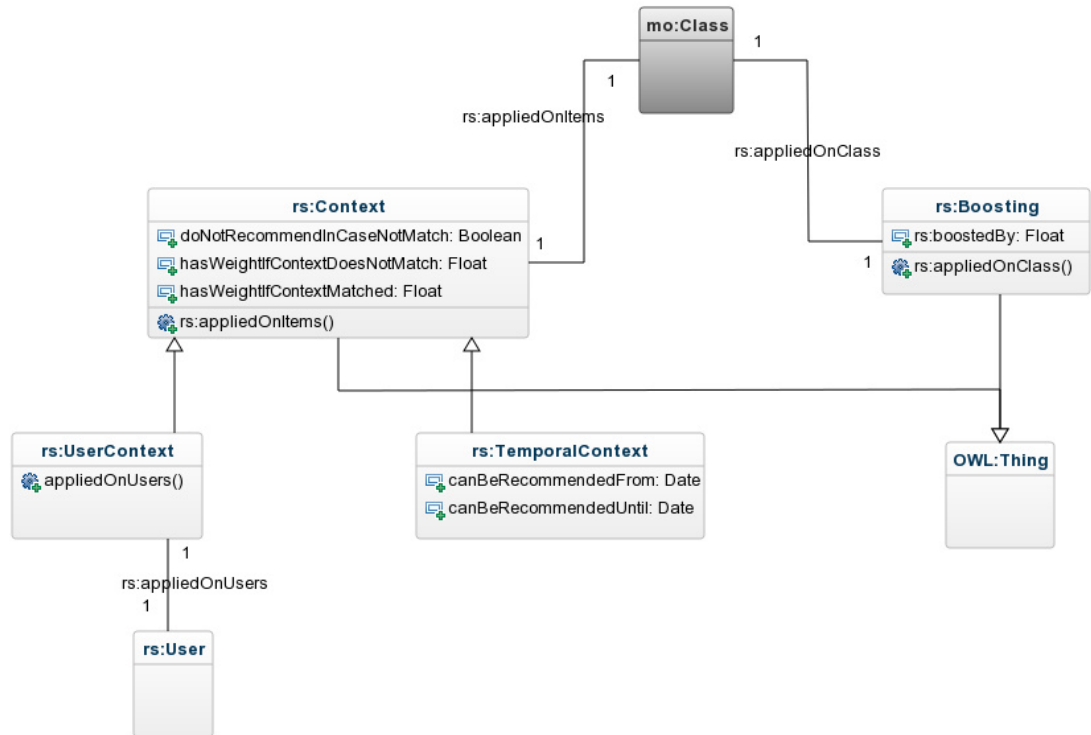 mo:Class
1
1
rs:appliedOnItems
rs:appliedOnClass
rs:Context
doNotRecommendInCaseNotMatch: Boolean
hasWeightIfContextDoesNotMatch: Float
hasWeightIfContextMatched: Float
rs:appliedOnItems()
1
rs:Boosting
rs:boostedBy: Float
rs:appliedOnClass()
1
rs:UserContext
appliedOnUsers()
rs:TemporalContext
canBeRecommendedFrom: Date
canBeRecommendedUntil: Date
OWL:Thing
1
rs:appliedOnUsers
1
rs:User